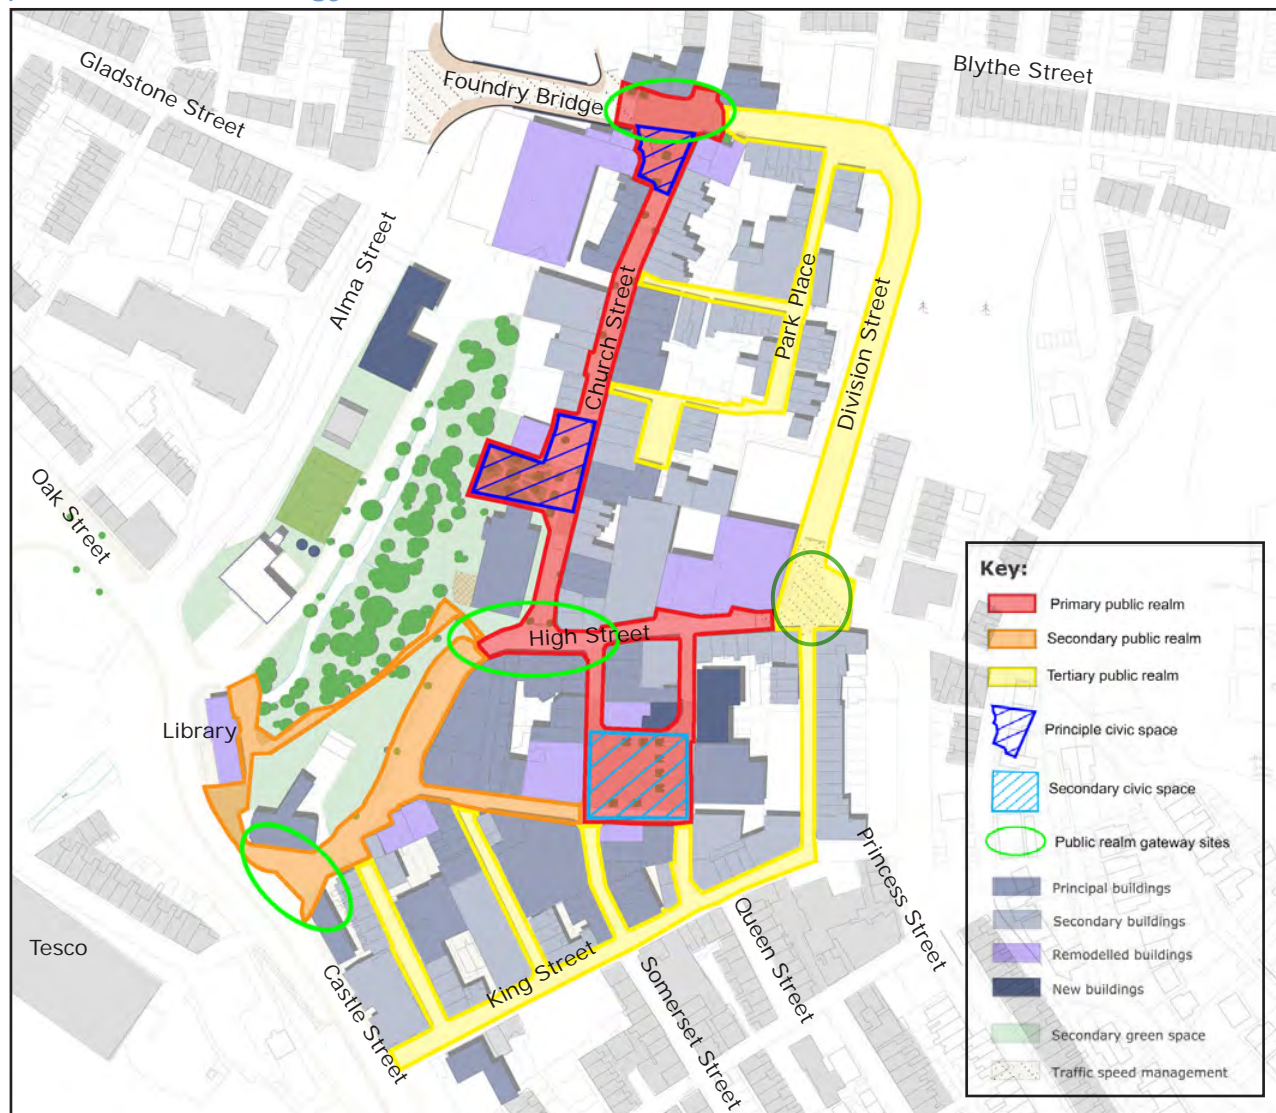 Blythe Street
Gladstone Street
Foundry Bridge
Alma Street
Church Street
Park Place
Division Street
Oak Street
High Street
Library
Tesco
Castle Street
King Street
Somerset Street
Queen Street
Princess Street
Key:
Primary public realm
Secondary public realm
Tertiary public realm
Principle civic space
Secondary civic space
Public realm gateway sites
Principal buildings
Secondary buildings
Remodelled buildings
New buildings
Secondary green space
Traffic speed management